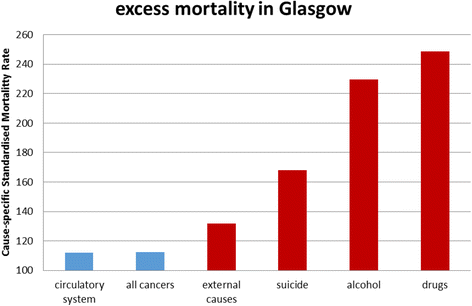 excess mortality in Glasgow
Cause-specific Standardised Mortalitty Rate
260
240
220
200
180
160
140
120
100
circulatory system
all cancers
external causes
suicide
alcohol
drugs